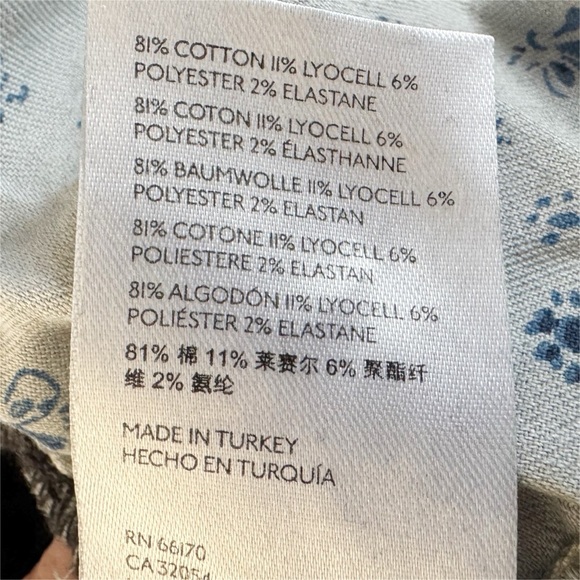 81% COTTON 11% LYOCELL 6%
POLYESTER 2% ELASTANE
81% COTON 11% LYOCELL 6%
POLYESTER 2% ÉLASTHANNE
81% BAUMWOLLE 11% LYOCELL 6%
POLYESTER 2% ELASTAN
81% COTONE 11% LYOCELL 6%
POLIESTERE 2% ELASTAN
81% ALGODÓN 11% LYOCELL 6%
POLIÉSTER 2% ELASTANE
81% 棉 11% 莱赛尔 6% 聚酯纤
维 2% 氨纶
MADE IN TURKEY
HECHO EN TURQUÍA
RN 66170
CA 32054